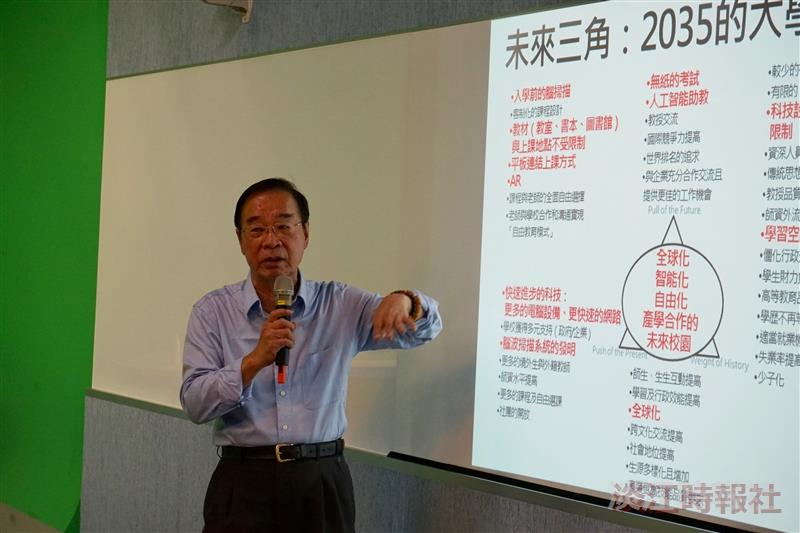 未來三角：2035的大學
•入學前的腦掃描
•客制化的課程設計
•教材（教室、書本、圖書館）
與上課地點不受限制
•平板連結上課方式
•AR
•課程與老師的全面自由選擇
•老師與學校合作和溝通實現
「自由教育模式」
•無紙的考試
•人工智能助教
•教授交流
•國際競爭力提高
•世界排名的追求
•與企業充分合作交流且
提供更佳的工作機會
Pull of the Future
全球化
智能化
自由化
產學合作的
未來校園
Push of the Present
Weight of History
•快速進步的科技：
更多的電腦設備、更快速的網路
•學校獲得多元支持（政府/企業）
•腦波掃描系統的發明
•更多的境外生與外籍教師
•師資水平提高
•更多的課程及自由選課
•社團的開放
•師生、生生互動提高
•學習及行政效能提高
•全球化
•跨文化交流提高
•社會地位提高
•生源多樣化且增加
•較少的
•有限的
•科技設
限制
•資深人員
•傳統思想
•教授品質
•師資外流
•學習空
•僵化行政
•學生財力
•高等教育
•學歷不再
•適當就業
•失業率提高
•少子化
淡江時報社